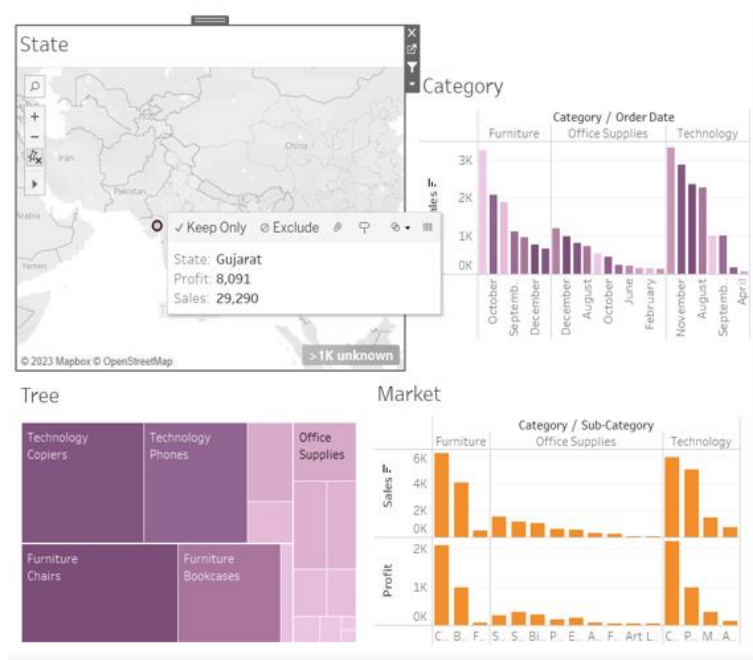 State
Iran
China
Pakistan
Arabia
Yemen
Keep Only Exclude
State: Gujarat
Profit: 8,091
Sales: 29,290
© 2023 Mapbox © OpenStreetMap
>1K unknown
Category
Category / Order Date
Furniture Office Supplies Technology
3K
2K
1K
0K
October
Septemb..
December
December
August
October
June
February
November
August
Septemb..
April
Tree
Technology
Copiers
Technology
Phones
Office
Supplies
Furniture
Chairs
Furniture
Bookcases
Market
Category / Sub-Category
Furniture Office Supplies Technology
Sales
6K
4K
2K
0K
Profit
2K
1K
0K
C.. B.. F.. S.. S.. Bi.. P.. E.. A.. F.. Art L.. C.. P.. M.. A..